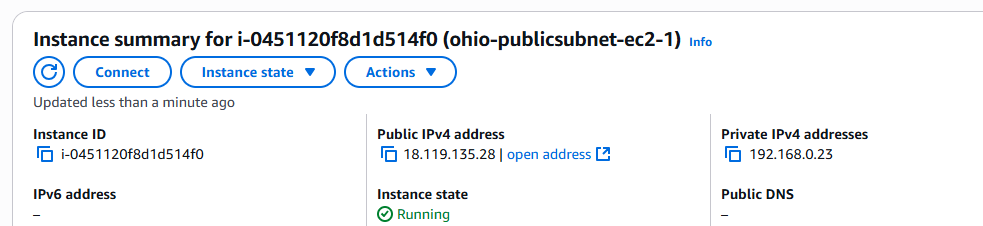 Instance summary for i-0451120f8d1d514f0 (ohio-publicsubnet-ec2-1) Info
Connect Instance state Actions
Updated less than a minute ago
Instance ID
i-0451120f8d1d514f0
Public IPv4 address
18.119.135.28 | open address
Private IPv4 addresses
192.168.0.23
IPv6 address
–
Instance state
Running
Public DNS
–